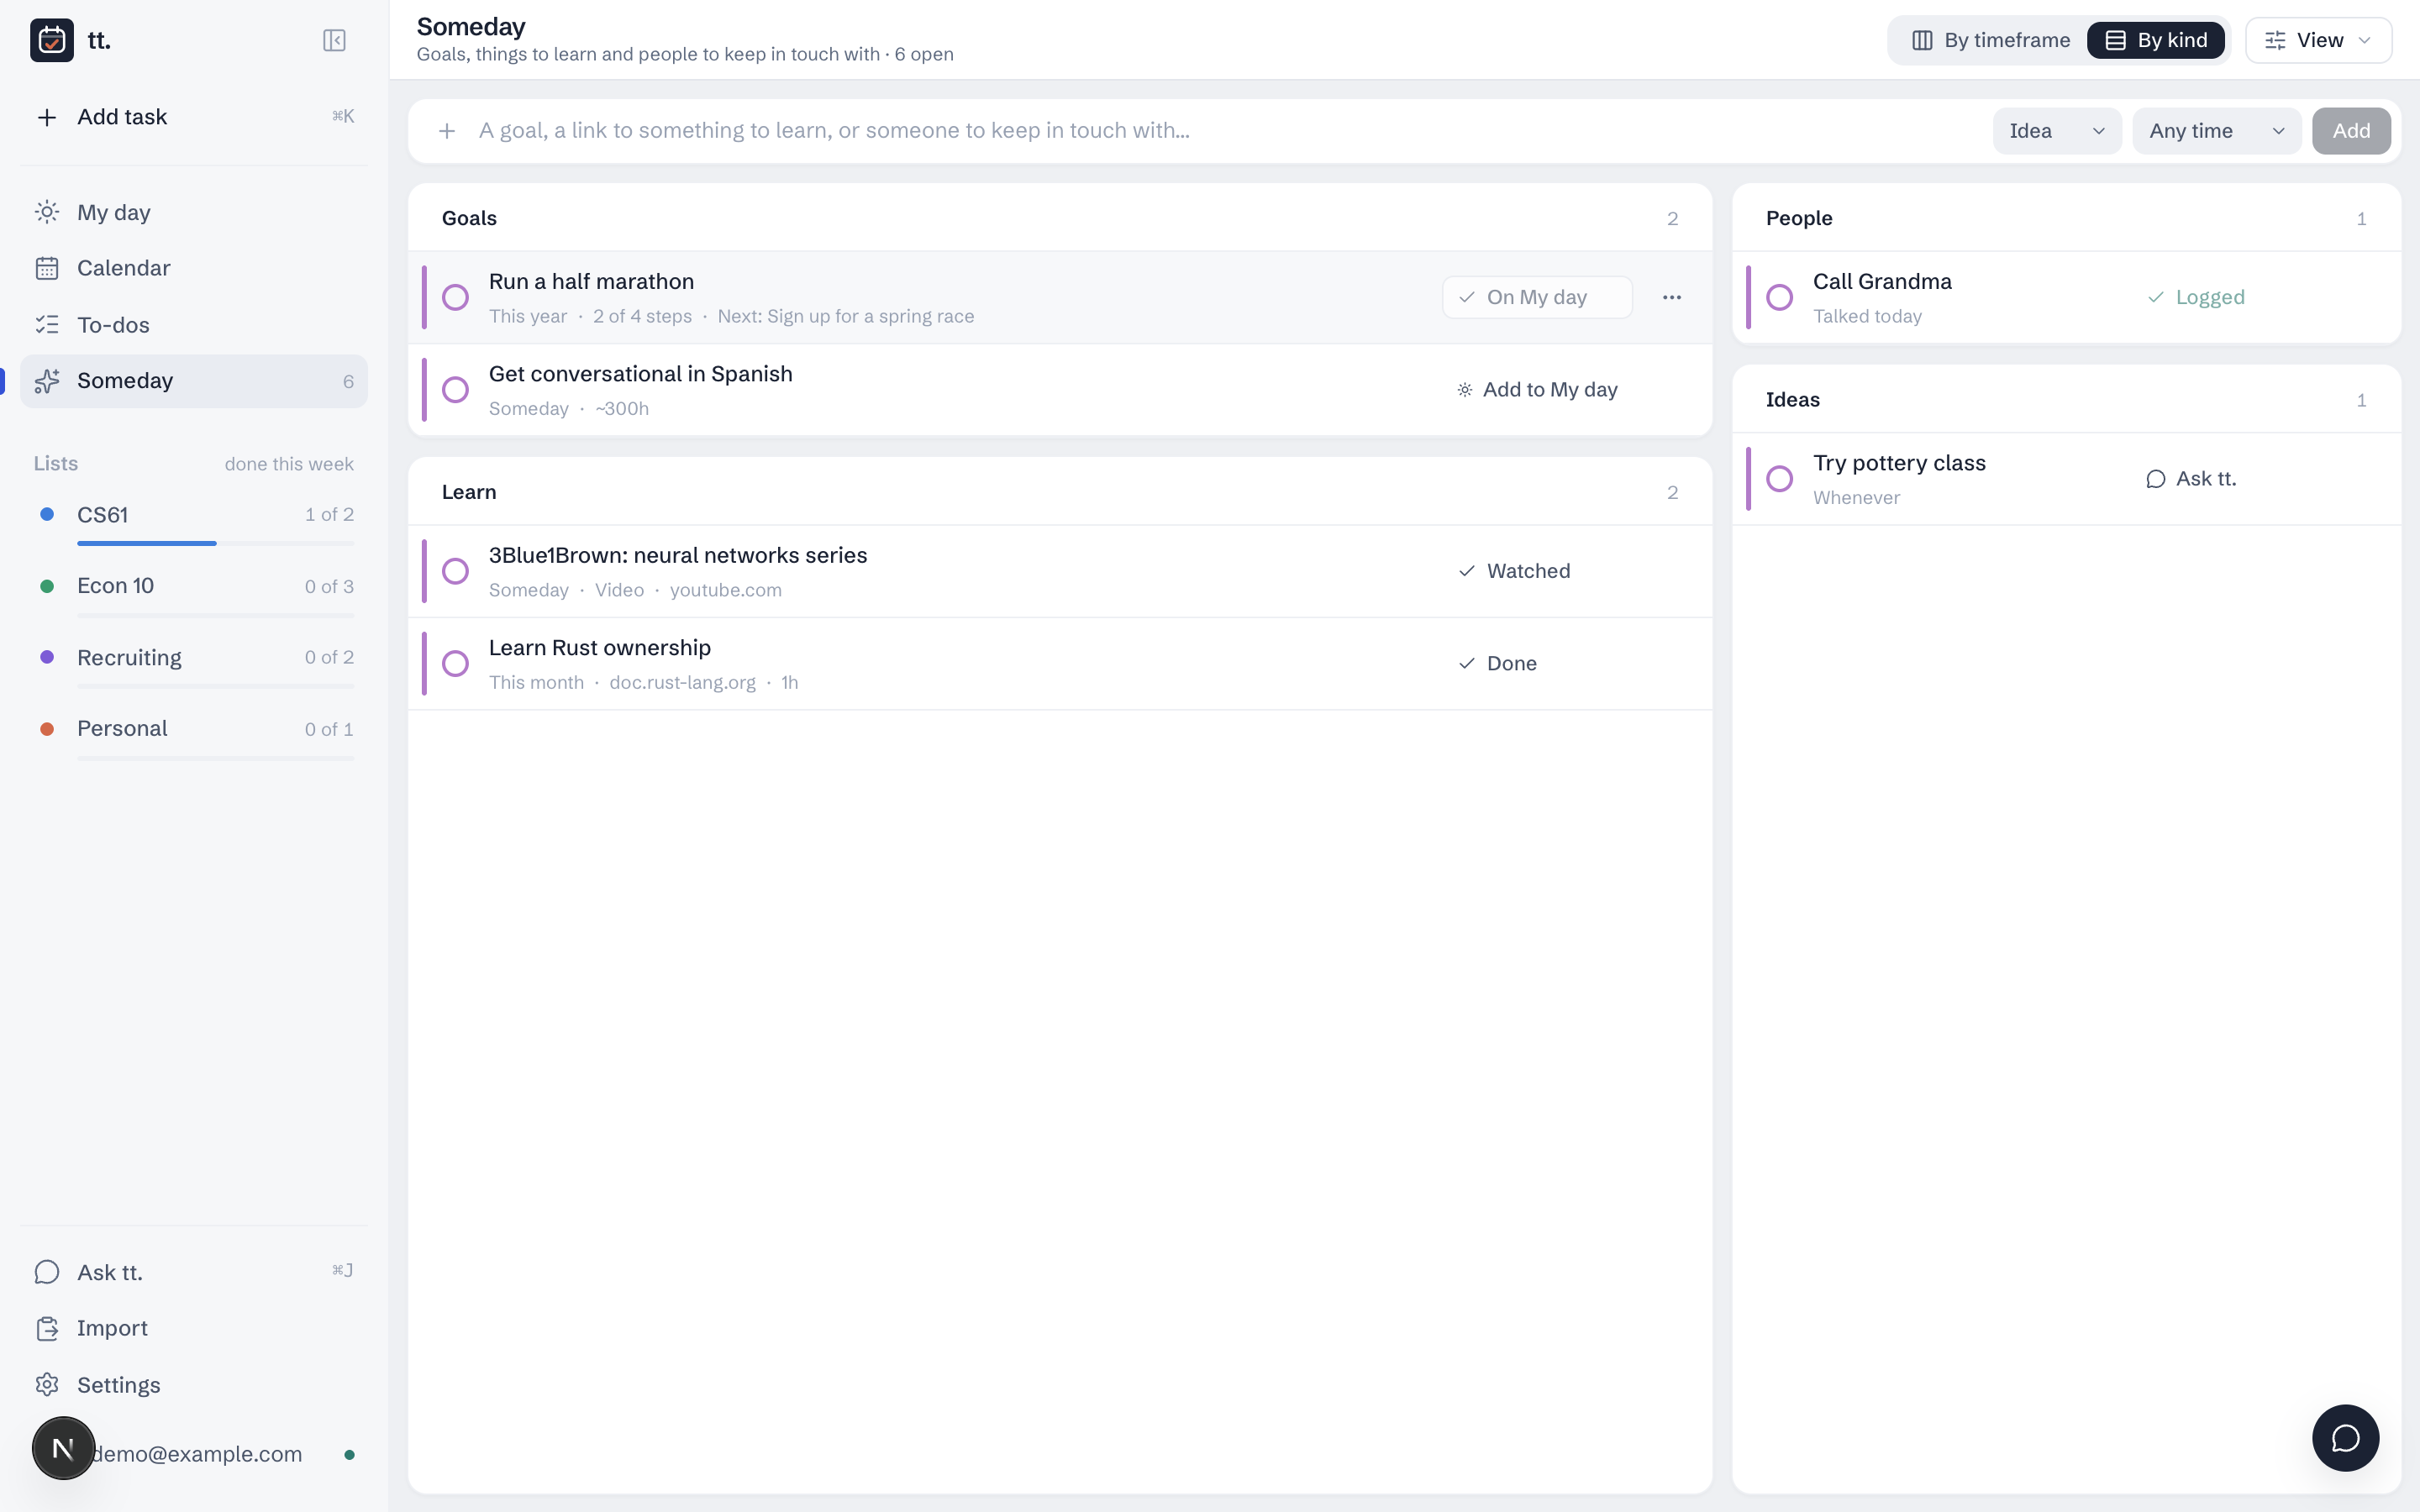 tt.
Add task ⌘K
My day
Calendar
To-dos
Someday 6
Lists done this week
CS61 1 of 2
Econ 10 0 of 3
Recruiting 0 of 2
Personal 0 of 1
Ask tt. ⌘J
Import
Settings
N demo@example.com
Someday
Goals, things to learn and people to keep in touch with · 6 open
By timeframe By kind View
A goal, a link to something to learn, or someone to keep in touch with... Idea Any time Add
Goals 2
Run a half marathon
This year · 2 of 4 steps · Next: Sign up for a spring race
On My day
Get conversational in Spanish
Someday · ~300h
Add to My day
Learn 2
3Blue1Brown: neural networks series
Someday · Video · youtube.com
Watched
Learn Rust ownership
This month · doc.rust-lang.org · 1h
Done
People 1
Call Grandma
Talked today
Logged
Ideas 1
Try pottery class
Whenever
Ask tt.